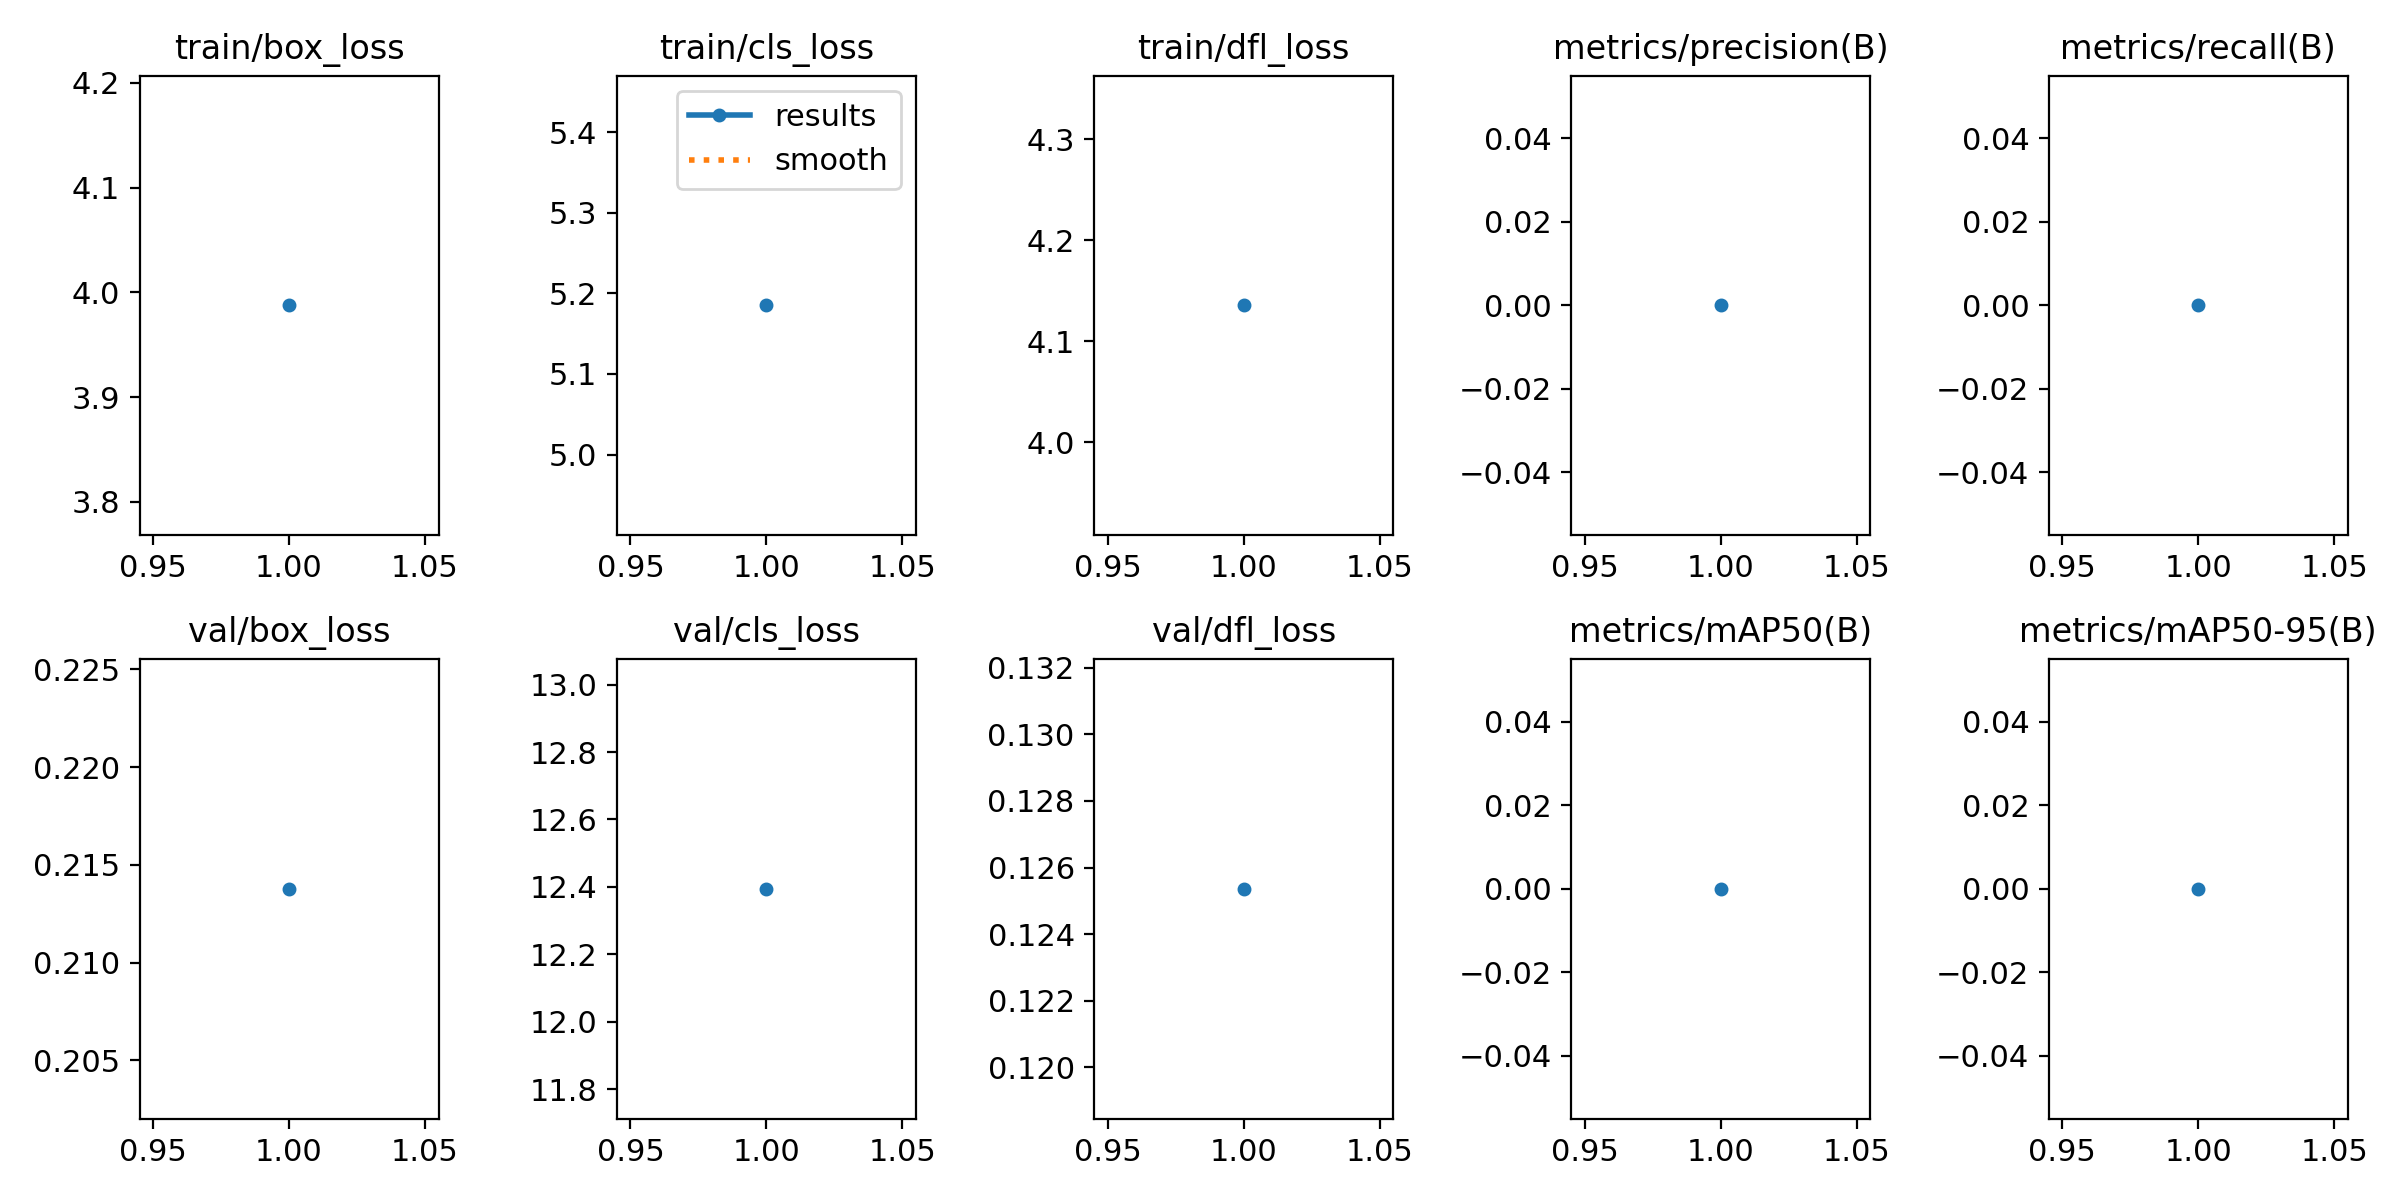 train/box_loss
4.2
4.1
4.0
3.9
3.8
0.95 1.00 1.05
train/cls_loss
results
smooth
5.4
5.3
5.2
5.1
5.0
0.95 1.00 1.05
train/dfl_loss
4.3
4.2
4.1
4.0
0.95 1.00 1.05
metrics/precision(B)
0.04
0.02
0.00
−0.02
−0.04
0.95 1.00 1.05
metrics/recall(B)
0.04
0.02
0.00
−0.02
−0.04
0.95 1.00 1.05
val/box_loss
0.225
0.220
0.215
0.210
0.205
0.95 1.00 1.05
val/cls_loss
13.0
12.8
12.6
12.4
12.2
12.0
11.8
0.95 1.00 1.05
val/dfl_loss
0.132
0.130
0.128
0.126
0.124
0.122
0.120
0.95 1.00 1.05
metrics/mAP50(B)
0.04
0.02
0.00
−0.02
−0.04
0.95 1.00 1.05
metrics/mAP50-95(B)
0.04
0.02
0.00
−0.02
−0.04
0.95 1.00 1.05